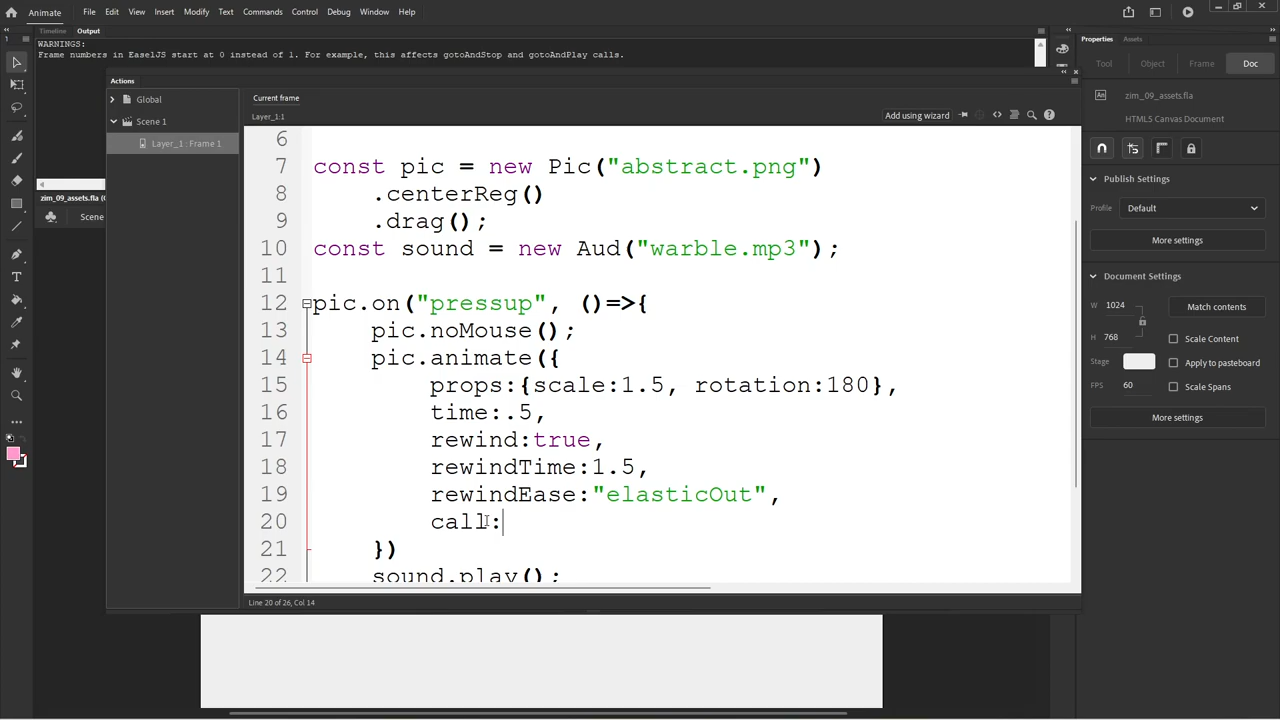 Animate File Edit View Insert Modify Text Commands Control Debug Window Help
Timeline Output
WARNINGS:
Frame numbers in EaselJS start at 0 instead of 1. For example, this affects gotoAndStop and gotoAndPlay calls.
Actions
Global
Scene 1
Layer_1 : Frame 1
Current frame
Layer_1:1
Add using wizard
6
7 const pic = new Pic("abstract.png")
8 .centerReg()
9 .drag();
10 const sound = new Aud("warble.mp3");
11
12 pic.on("pressup", ()=>{
13 pic.noMouse();
14 pic.animate({
15 props:{scale:1.5, rotation:180},
16 time:.5,
17 rewind:true,
18 rewindTime:1.5,
19 rewindEase:"elasticOut",
20 call:
21 })
22 sound.play();
Line 20 of 26, Col 14
zim_09_assets.fla (
Scene
Properties Assets
Tool Object Frame Doc
zim_09_assets.fla
HTML5 Canvas Document
Publish Settings
Profile Default
More settings
Document Settings
W 1024 Match contents
H 768 Scale Content
Stage Apply to pasteboard
FPS 60 Scale Spans
More settings